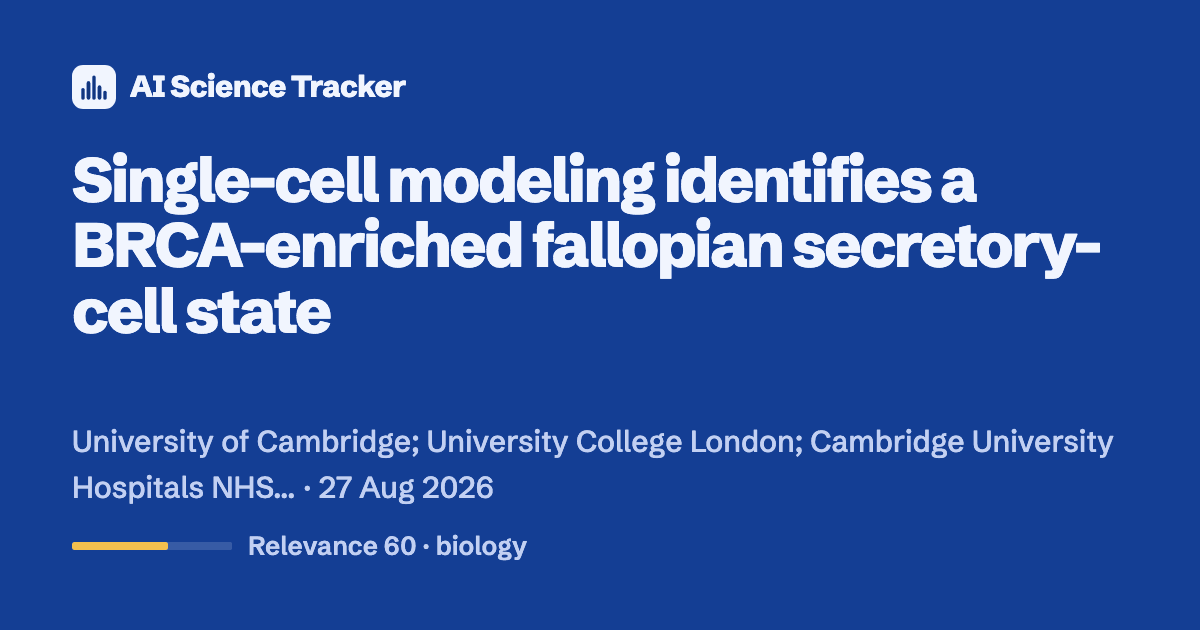 AI Science Tracker
Single-cell modeling identifies a
BRCA-enriched fallopian secretory-
cell state
University of Cambridge; University College London; Cambridge University
Hospitals NHS... · 27 Aug 2026
Relevance 60 · biology